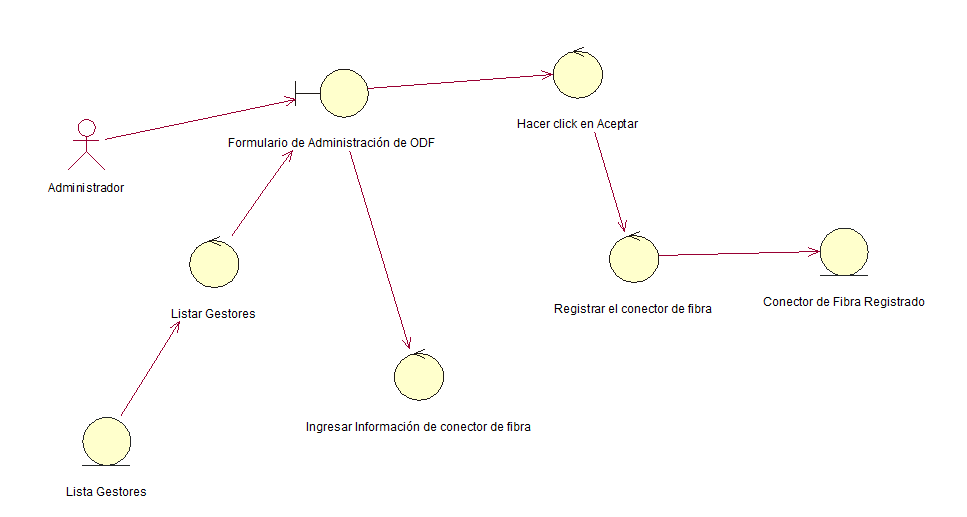 Hacer click en Aceptar
Formulario de Administración de ODF
Administrador
Conector de Fibra Registrado
Registrar el conector de fibra
Listar Gestores
Ingresar Información de conector de fibra
Lista Gestores